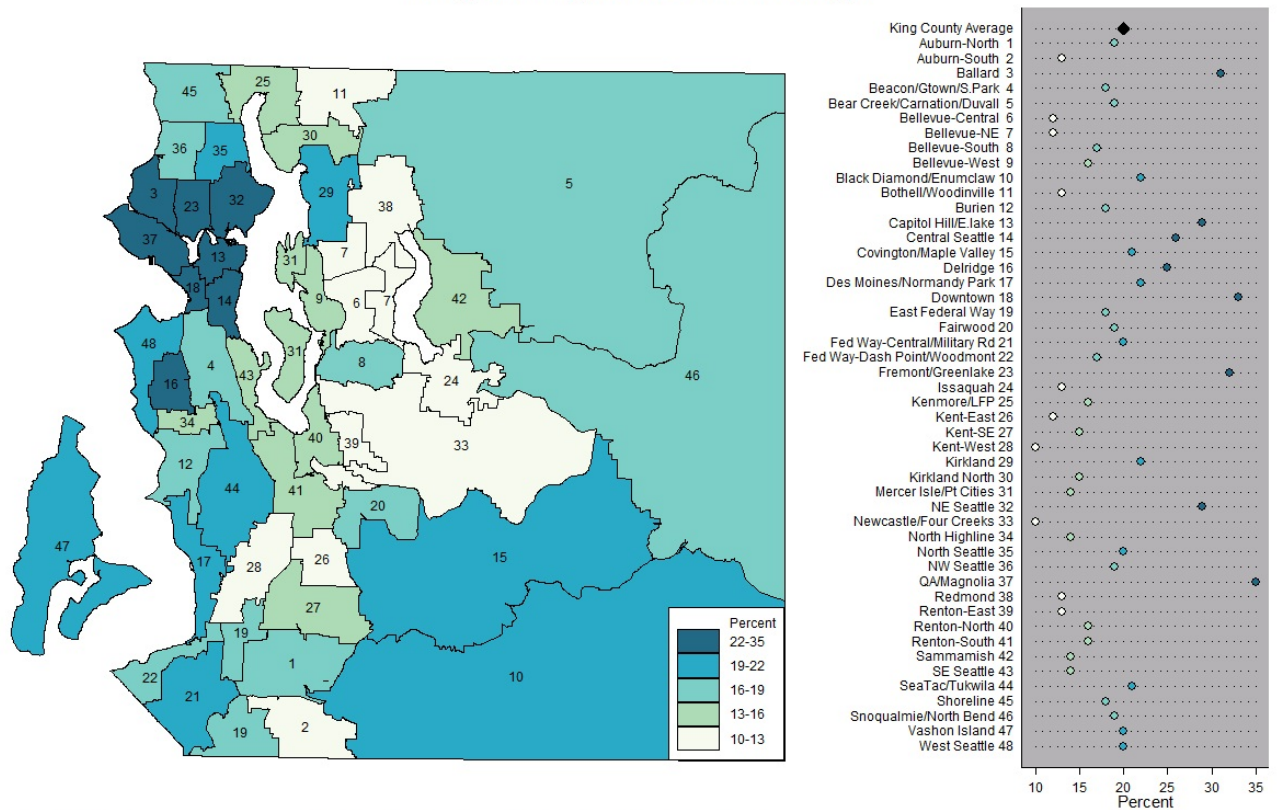 45
25
11
36
35
30
3
23
32
29
38
5
37
13
31
7
18
14
9
6
7
42
48
4
43
31
8
16
24
46
34
40
39
33
12
44
41
20
15
47
17
28
26
27
19
1
22
21
10
19
2
Percent
22-35
19-22
16-19
13-16
10-13
King County Average
Auburn-North 1
Auburn-South 2
Ballard 3
Beacon/Gtown/S.Park 4
Bear Creek/Carnation/Duvall 5
Bellevue-Central 6
Bellevue-NE 7
Bellevue-South 8
Bellevue-West 9
Black Diamond/Enumclaw 10
Bothell/Woodinville 11
Burien 12
Capitol Hill/E.lake 13
Central Seattle 14
Covington/Maple Valley 15
Delridge 16
Des Moines/Normandy Park 17
Downtown 18
East Federal Way 19
Fairwood 20
Fed Way-Central/Military Rd 21
Fed Way-Dash Point/Woodmont 22
Fremont/Greenlake 23
Issaquah 24
Kenmore/LFP 25
Kent-East 26
Kent-SE 27
Kent-West 28
Kirkland 29
Kirkland North 30
Mercer Isle/Pt Cities 31
NE Seattle 32
Newcastle/Four Creeks 33
North Highline 34
North Seattle 35
NW Seattle 36
QA/Magnolia 37
Redmond 38
Renton-East 39
Renton-North 40
Renton-South 41
Sammamish 42
SE Seattle 43
SeaTac/Tukwila 44
Shoreline 45
Snoqualmie/North Bend 46
Vashon Island 47
West Seattle 48
10 15 20 25 30 35
Percent